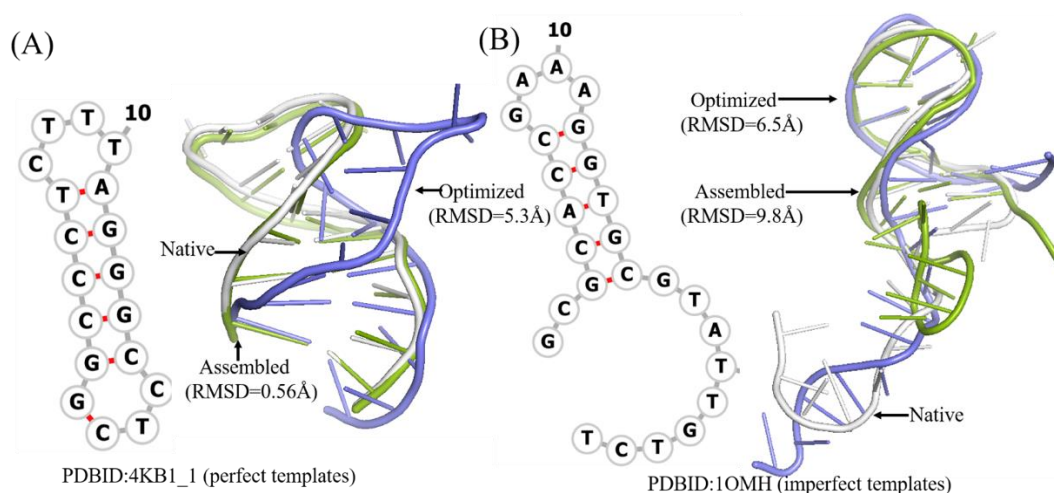 (A)
10
T T
T T
C
T A
C G
C G
C G
G C
G C
C T
Native
Optimized
(RMSD=5.3Å)
Assembled
(RMSD=0.56Å)
PDBID:4KB1_1 (perfect templates)
(B)
10
A A
G A
C G
C G
A T
C G
G C G T
C A
G T
T
T C T G
Optimized
(RMSD=6.5Å)
Assembled
(RMSD=9.8Å)
Native
PDBID:1OMH (imperfect templates)